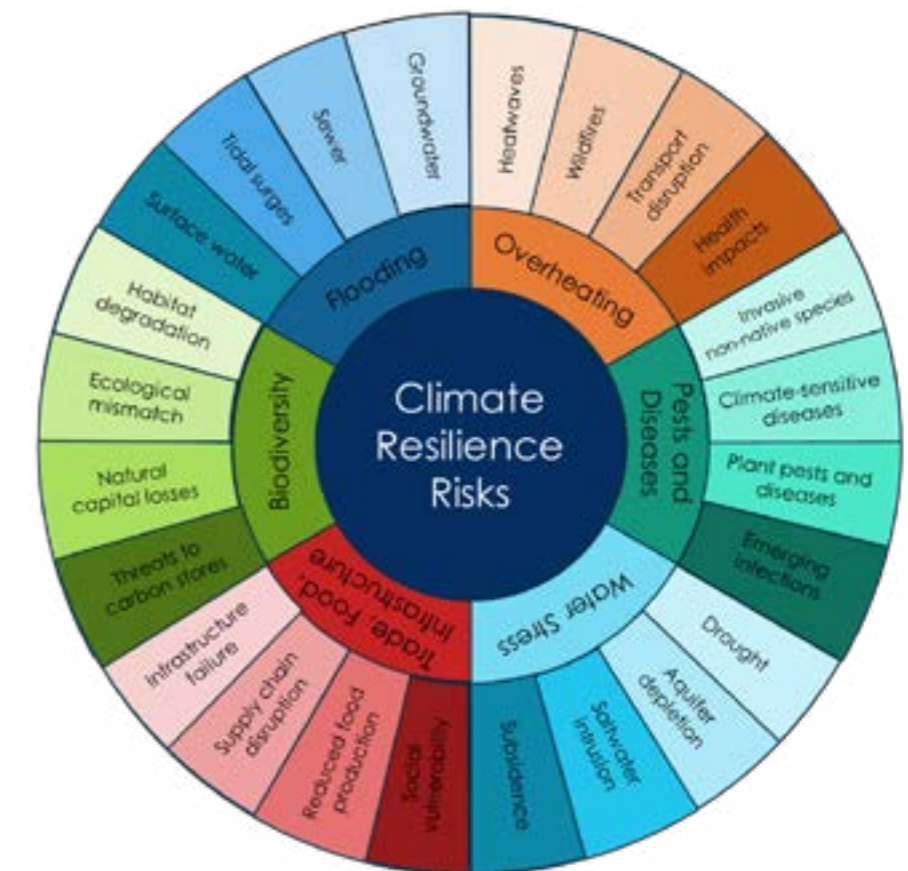 Climate
Resilience
Risks
Flooding
Surface water
Tidal surges
Sewer
Groundwater
Overheating
Heatwaves
Wildfires
Transport
disruption
Health
impacts
Pests and
Diseases
Invasive
non-native species
Climate-sensitive
diseases
Plant pests and
diseases
Emerging
infections
Water Stress
Drought
Aquifer
depletion
Saltwater
intrusion
Subsidence
Trade, Food,
Infrastructure
Social
vulnerability
Reduced food
production
Supply chain
disruption
Infrastructure
failure
Biodiversity
Threats to
carbon stores
Natural
capital losses
Ecological
mismatch
Habitat
degradation